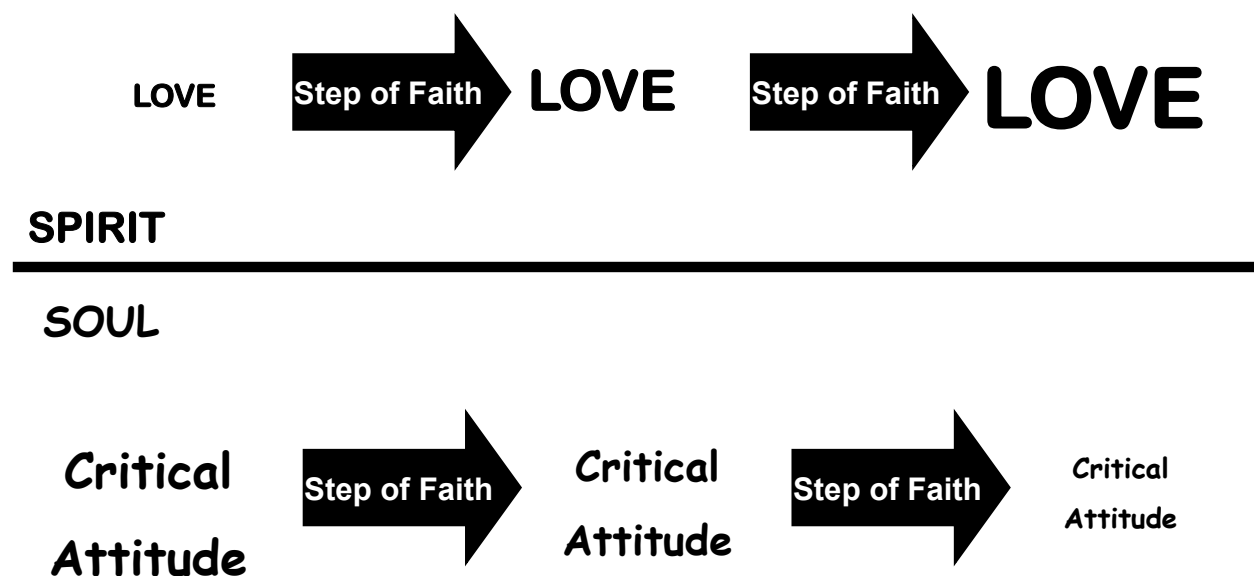 LOVE Step of Faith LOVE Step of Faith LOVE
SPIRIT
SOUL
Critical Step of Faith Critical Step of Faith Critical
Attitude Attitude Attitude